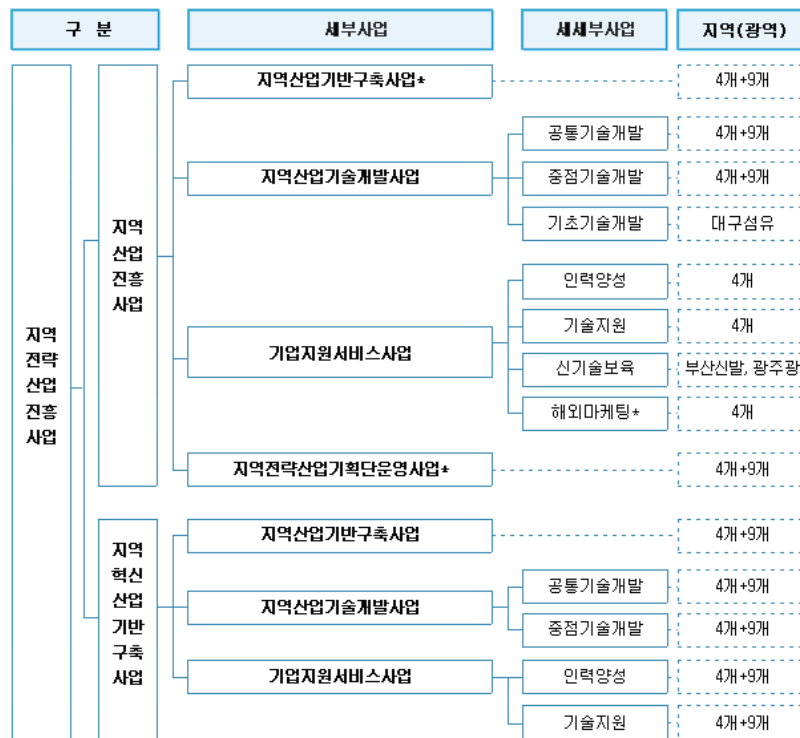 구 분
세부사업
세세부사업
지역(광역)
지역
전략
산업
진흥
사업
지역
산업
진흥
사업
지역산업기반구축사업*
4개+9개
지역산업기술개발사업
공통기술개발
4개+9개
중점기술개발
4개+9개
기초기술개발
대구섬유
기업지원서비스사업
인력양성
4개
기술지원
4개
신기술보육
부산신발, 광주광
해외마케팅*
4개
지역전략산업기획단운영사업*
4개+9개
지역
혁신
산업
기반
구축
사업
지역산업기반구축사업
4개+9개
지역산업기술개발사업
공통기술개발
4개+9개
중점기술개발
4개+9개
기업지원서비스사업
인력양성
4개+9개
기술지원
4개+9개